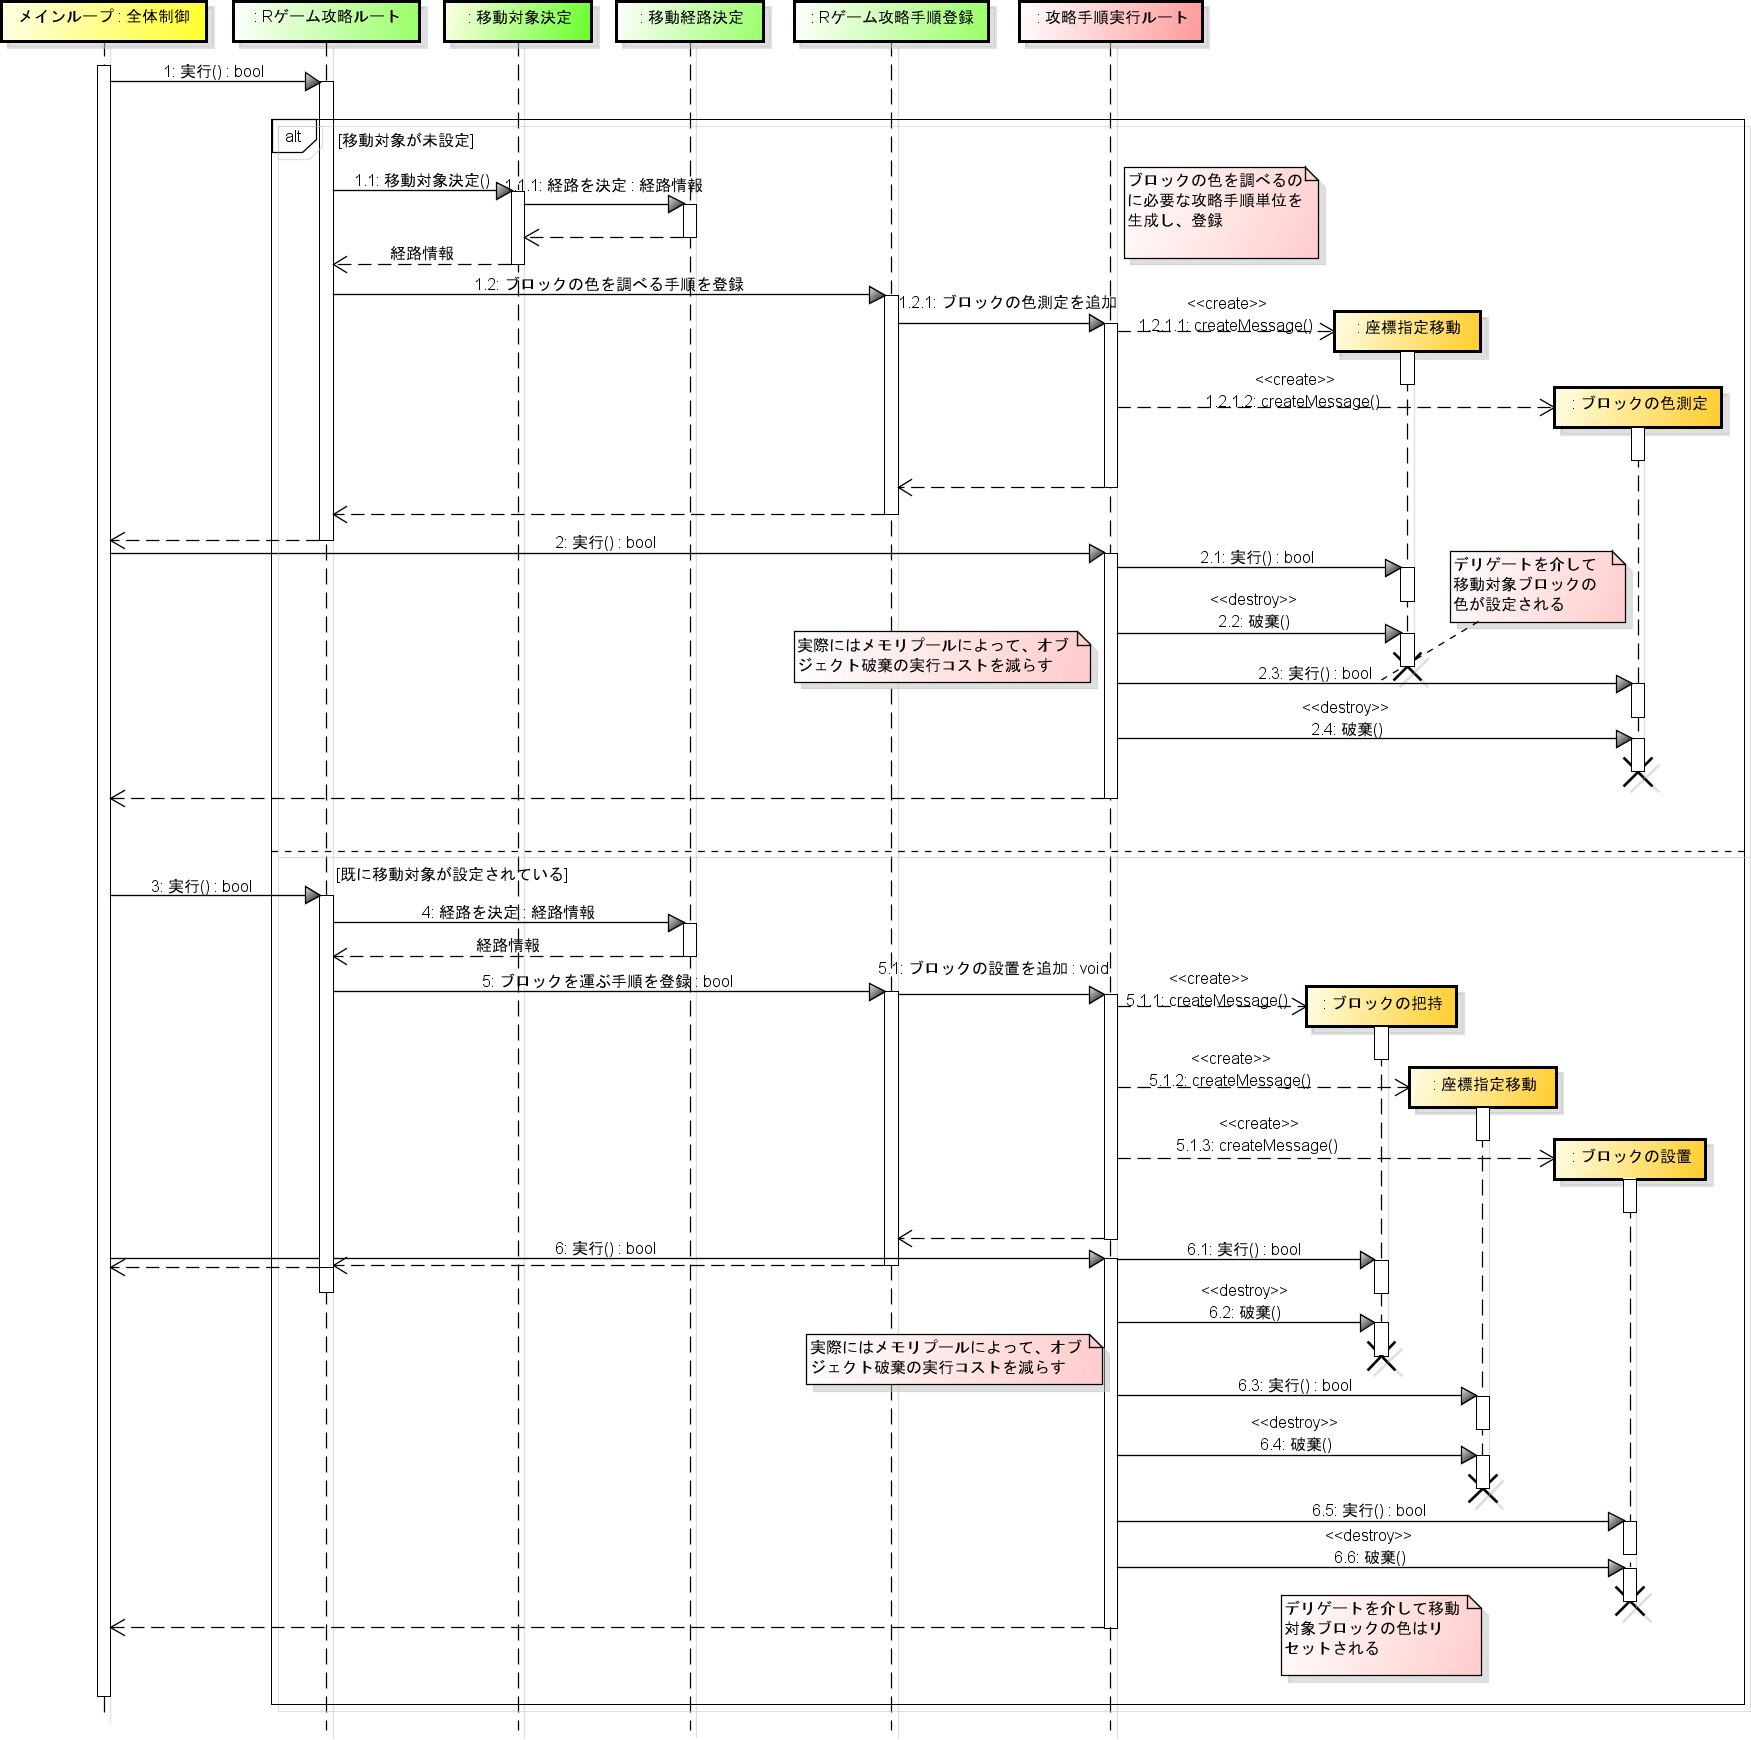 メインループ : 全体制御
: Rゲーム攻略ルート
: 移動対象決定
: 移動経路決定
: Rゲーム攻略手順登録
: 攻略手順実行ルート
1: 実行() : bool
alt
[移動対象が未設定]
1.1: 移動対象決定()
1.1.1: 経路を決定 : 経路情報
ブロックの色を調べるの
に必要な攻略手順単位を
生成し、登録
経路情報
1.2: ブロックの色を調べる手順を登録
1.2.1: ブロックの色測定を追加
<<create>>
1.2.1.1: createMessage()
: 座標指定移動
<<create>>
1.2.1.2: createMessage()
: ブロックの色測定
2: 実行() : bool
2.1: 実行() : bool
デリゲートを介して
移動対象ブロックの
色が設定される
<<destroy>>
2.2: 破棄()
実際にはメモリプールによって、オブ
ジェクト破棄の実行コストを減らす
2.3: 実行() : bool
<<destroy>>
2.4: 破棄()
[既に移動対象が設定されている]
3: 実行() : bool
4: 経路を決定 : 経路情報
経路情報
5: ブロックを運ぶ手順を登録 : bool
5.1: ブロックの設置を追加 : void
<<create>>
5.1.1: createMessage()
: ブロックの把持
<<create>>
5.1.2: createMessage()
: 座標指定移動
<<create>>
5.1.3: createMessage()
: ブロックの設置
6: 実行() : bool
6.1: 実行() : bool
<<destroy>>
6.2: 破棄()
実際にはメモリプールによって、オブ
ジェクト破棄の実行コストを減らす
6.3: 実行() : bool
<<destroy>>
6.4: 破棄()
6.5: 実行() : bool
<<destroy>>
6.6: 破棄()
デリゲートを介して移動
対象ブロックの色はリ
セットされる